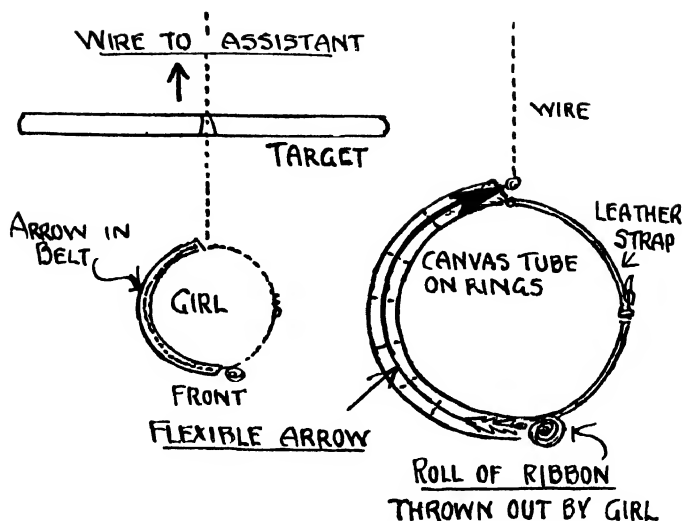 WIRE TO ASSISTANT
TARGET
ARROW IN
BELT
GIRL
FRONT
FLEXIBLE ARROW
WIRE
LEATHER
STRAP
CANVAS TUBE
ON RINGS
ROLL OF RIBBON
THROWN OUT BY GIRL